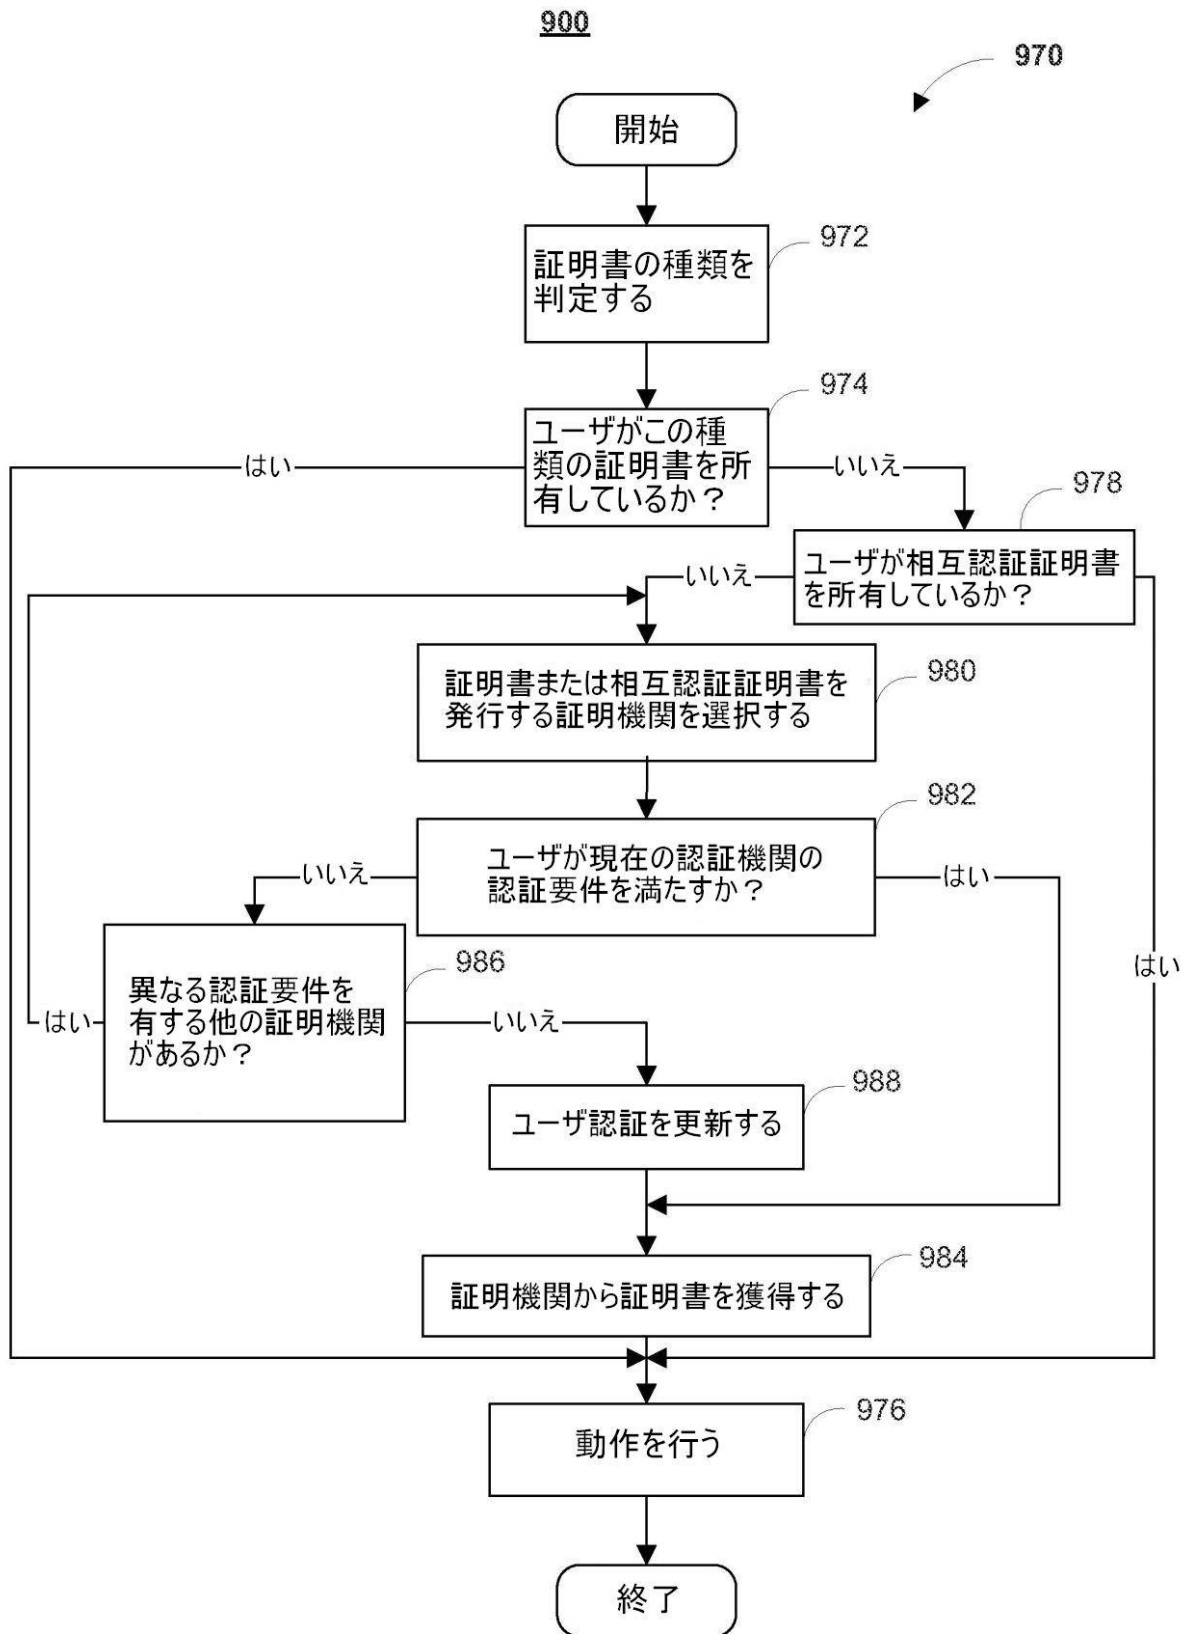 900
970
開始
972
証明書の種類を
判定する
974
ユーザがこの種
類の証明書を所
有しているか？
はい
いいえ
978
ユーザが相互認証証明書
を所有しているか？
いいえ
はい
980
証明書または相互認証証明書を
発行する証明機関を選択する
982
ユーザが現在の認証機関の
認証要件を満たすか？
いいえ
はい
986
異なる認証要件を
有する他の証明機関
があるか？
はい
いいえ
988
ユーザ認証を更新する
984
証明機関から証明書を獲得する
976
動作を行う
終了